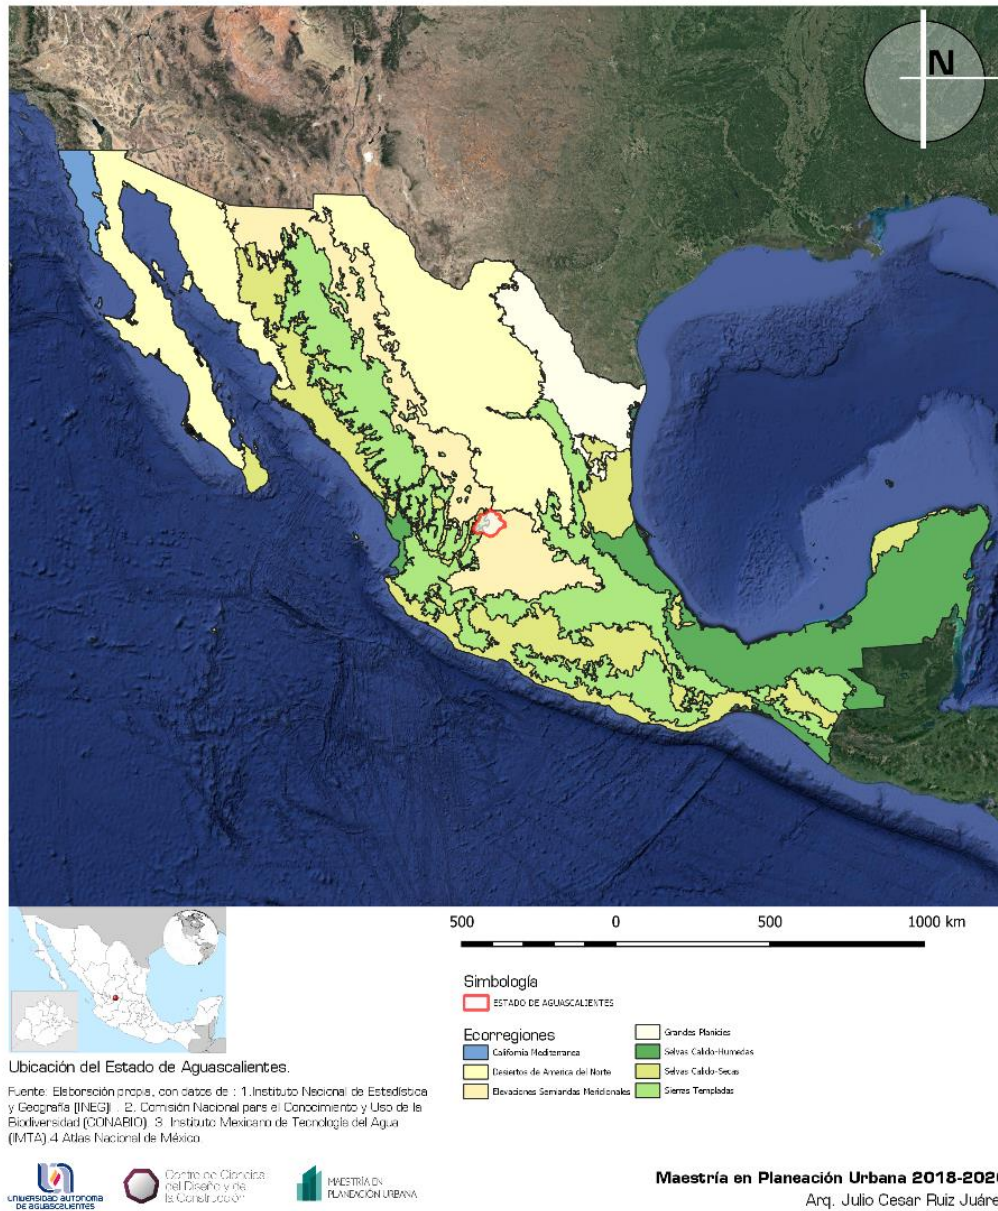 N
500 0 500 1000 km
Simbología
ESTADO DE AGUASCALIENTES
Ecorregiones
California Mediterranea
Desiertos de America del Norte
Elevaciones Semiaridas Meridionales
Grandes Planicies
Selvas Calido-Humedas
Selvas Calido-Secas
Sierras Templadas
Ubicación del Estado de Aguascalientes.
Fuente: Elaboración propia, con datos de : 1.Instituto Nacional de Estadística
y Geografía [INEGI] . 2. Comisión Nacional para el Conocimiento y Uso de la
Biodiversidad (CONABIO). 3. Instituto Mexicano de Tecnología del Agua
(IMTA).4 Atlas Nacional de México.
UNIVERSIDAD AUTONOMA
DE AGUASCALIENTES
Centro de Ciencias
del Diseño y de
la Construcción
MAESTRÍA EN
PLANEACIÓN URBANA
Maestría en Planeación Urbana 2018-2020
Arq. Julio Cesar Ruiz Juáre